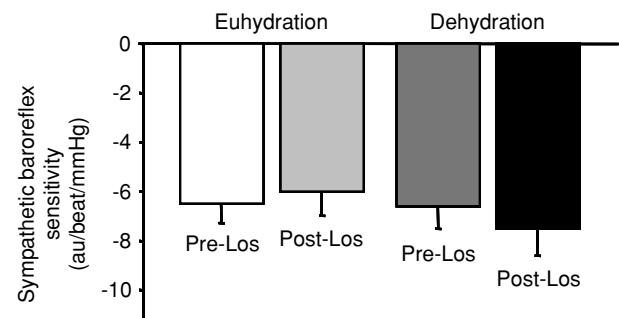 Euhydration
Dehydration
0
-2
-4
-6
-8
-10
Sympathetic baroreflex
sensitivity
(au/beat/mmHg)
Pre-Los
Post-Los
Pre-Los
Post-Los